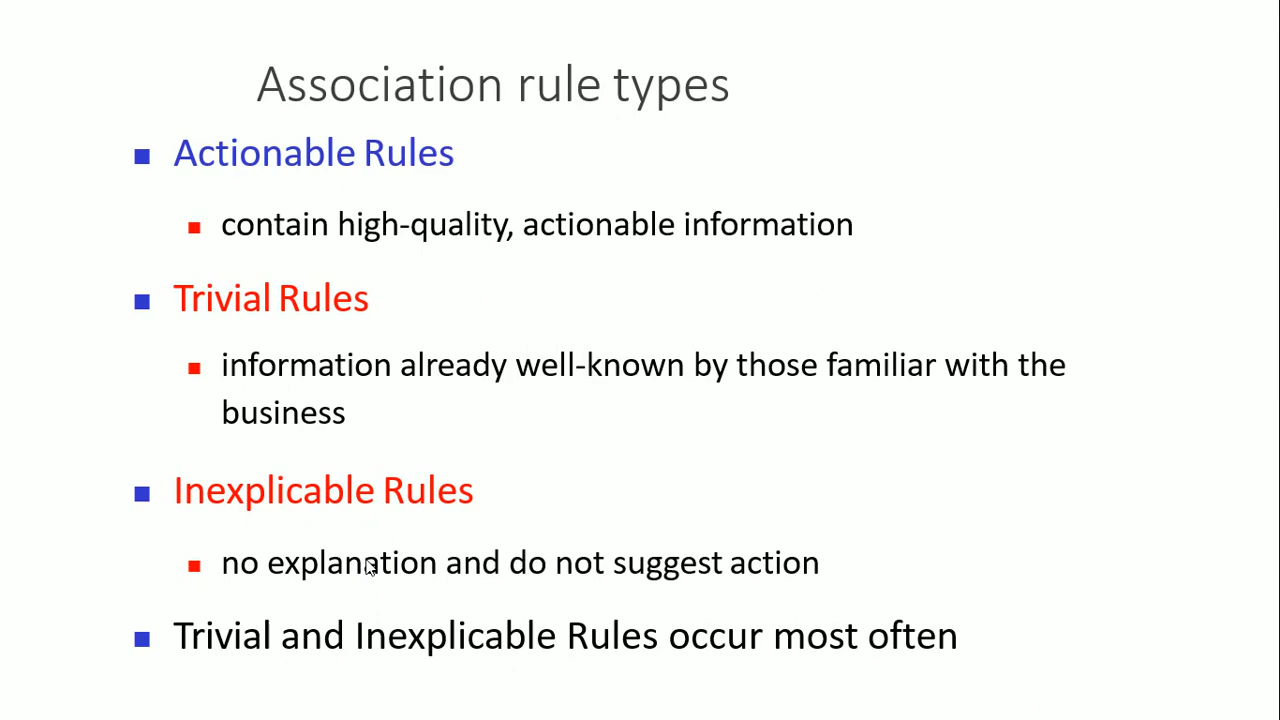 Association rule types
Actionable Rules
contain high-quality, actionable information
Trivial Rules
information already well-known by those familiar with the
business
Inexplicable Rules
no explanation and do not suggest action
Trivial and Inexplicable Rules occur most often